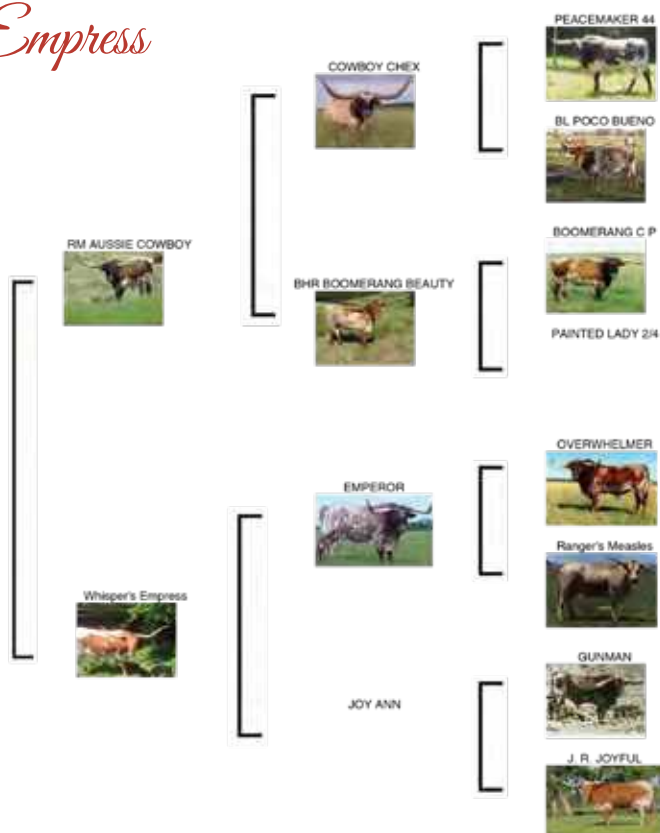 Empress
PEACEMAKER 44
COWBOY CHEX
BL POCO BUENO
RM AUSSIE COWBOY
BOOMERANG C P
BHR BOOMERANG BEAUTY
PAINTED LADY 2/4
OVERWHELMER
EMPEROR
Ranger's Measles
Whisper's Empress
GUNMAN
JOY ANN
J. R. JOYFUL